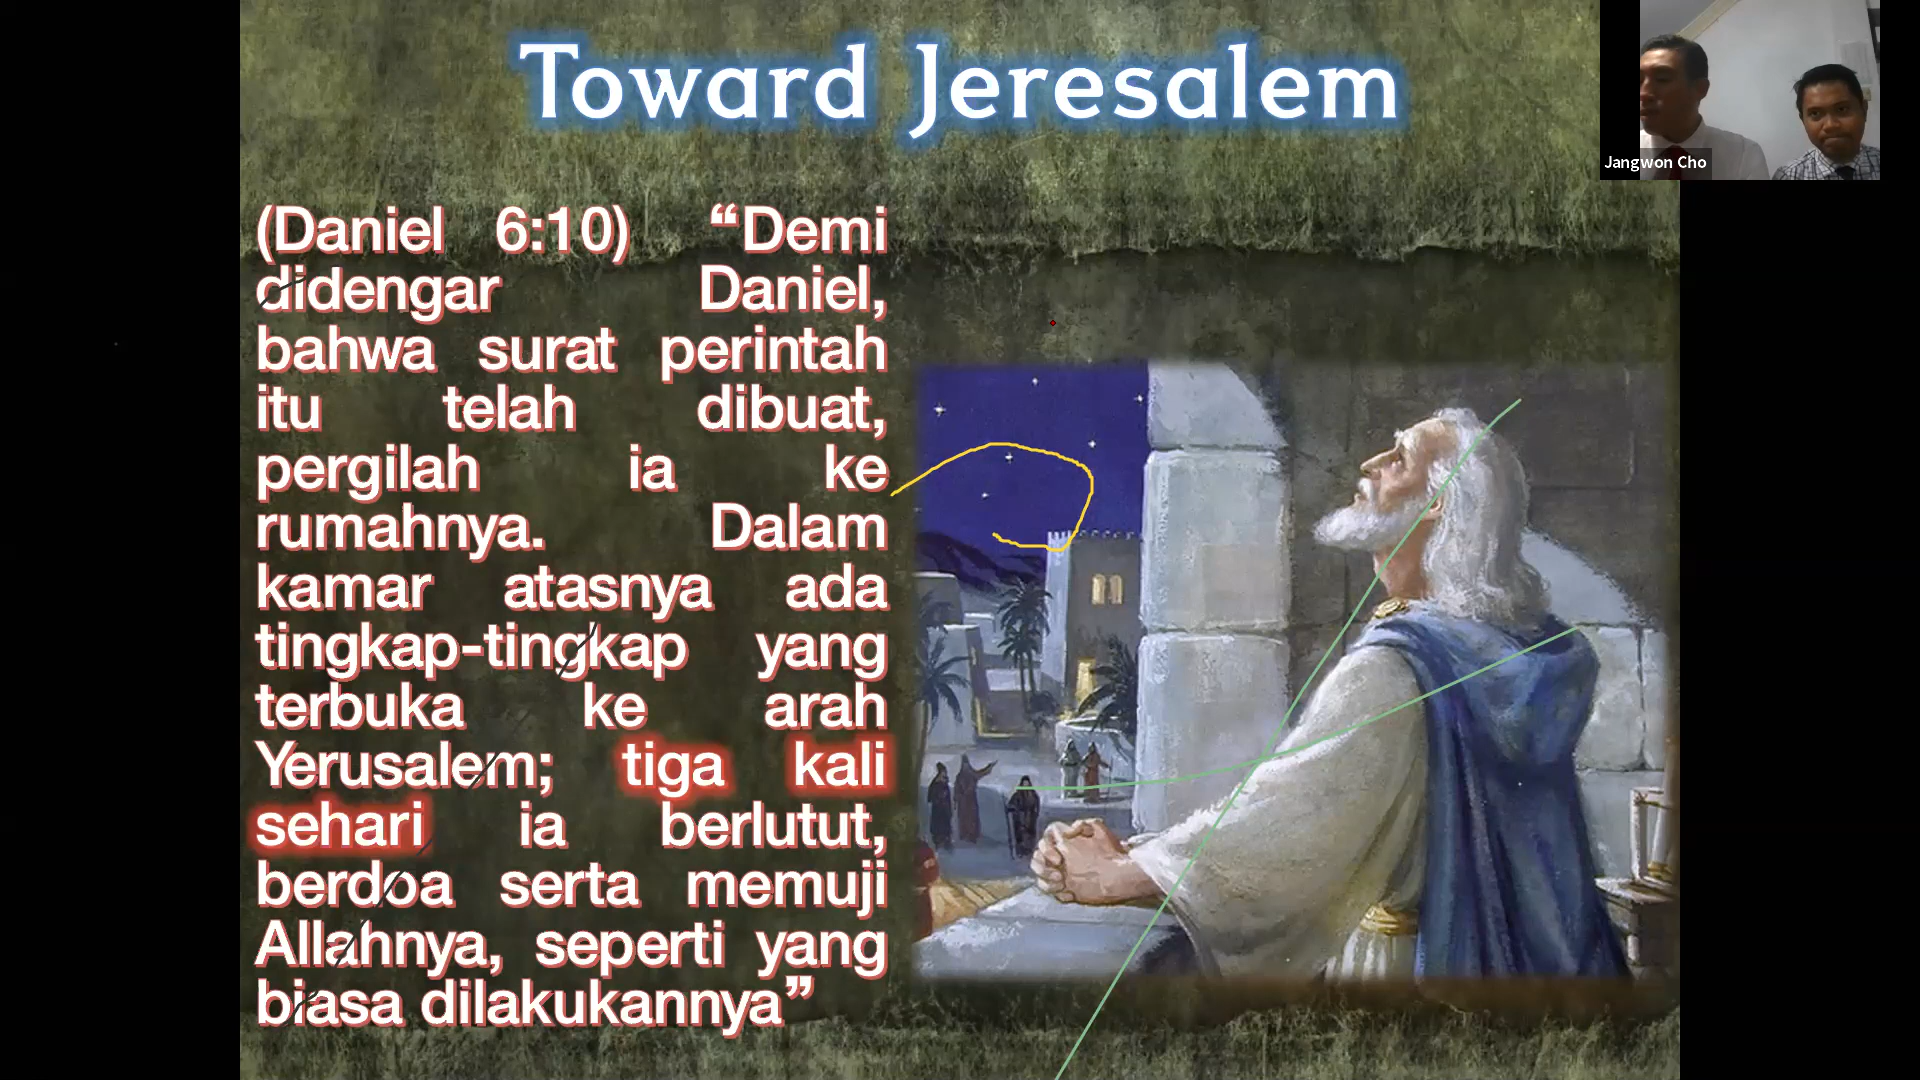 Toward Jeresalem
Jangwon Cho
(Daniel 6:10) “Demi
didengar Daniel,
bahwa surat perintah
itu telah dibuat,
pergilah ia ke
rumahnya. Dalam
kamar atasnya ada
tingkap-tingkap yang
terbuka ke arah
Yerusalem; tiga kali
sehari ia berlutut,
berdoa serta memuji
Allahnya, seperti yang
biasa dilakukannya”